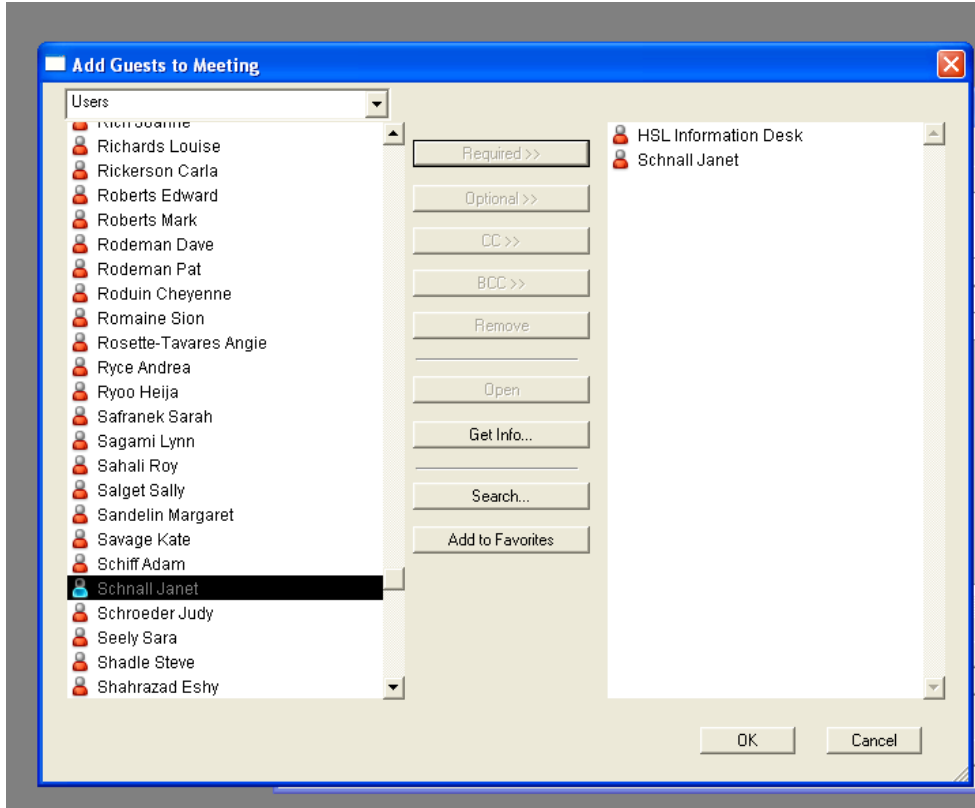 Add Guests to Meeting
Users
Rich Joanne
Richards Louise
Rickerson Carla
Roberts Edward
Roberts Mark
Rodeman Dave
Rodeman Pat
Roduin Cheyenne
Romaine Sion
Rosette-Tavares Angie
Ryce Andrea
Ryoo Heija
Safranek Sarah
Sagami Lynn
Sahali Roy
Salget Sally
Sandelin Margaret
Savage Kate
Schiff Adam
Schnall Janet
Schroeder Judy
Seely Sara
Shadle Steve
Shahrazad Eshy
Required >>
Optional >>
CC >>
BCC >>
Remove
Open
Get Info...
Search...
Add to Favorites
HSL Information Desk
Schnall Janet
OK
Cancel